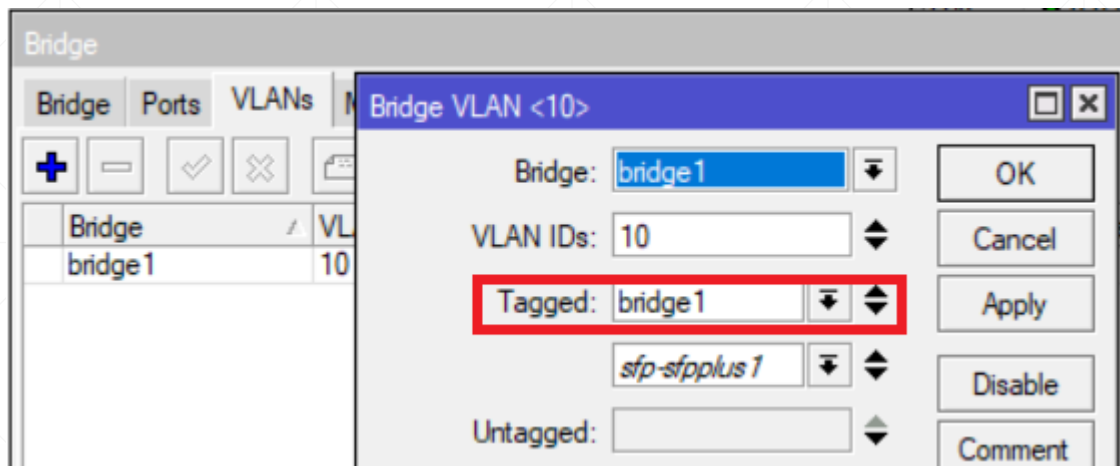 Bridge
Bridge Ports VLANs
Bridge VLAN <10>
Bridge: bridge1
OK
VLAN IDs: 10
Cancel
Bridge
bridge1 10
Tagged: bridge1
Apply
sfp-sfpplus1
Disable
Untagged:
Comment